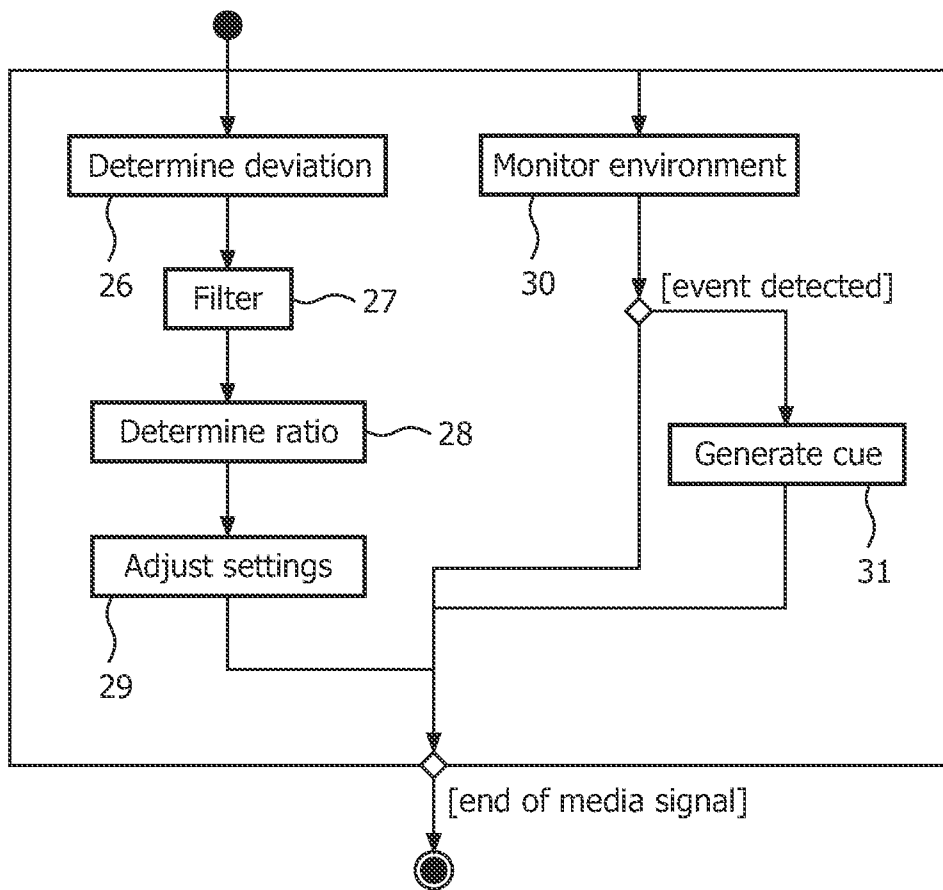 Determine deviation
26
Filter
27
Determine ratio
28
Adjust settings
29
Monitor environment
30
[event detected]
Generate cue
31
[end of media signal]